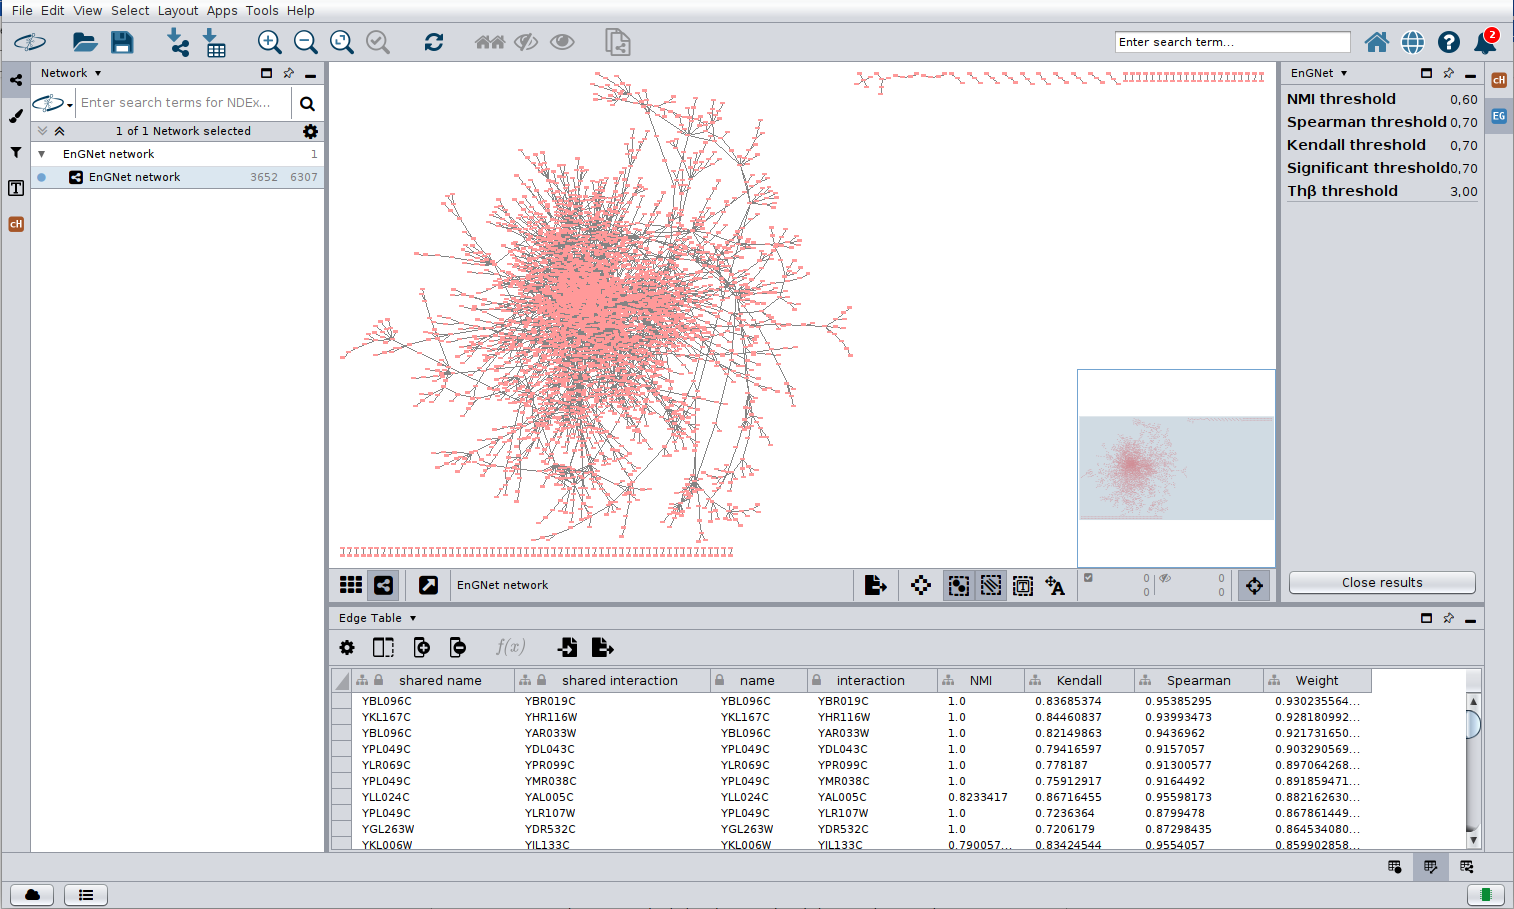 File Edit View Select Layout Apps Tools Help
Enter search term...
2
Network
Enter search terms for NDEx...
1 of 1 Network selected
EnGNet network 1
EnGNet network 3652 6307
T
cH
EnGNet network
T
A
0 0
0 0
EnGNet
NMI threshold 0,60
Spearman threshold 0,70
Kendall threshold 0,70
Significant threshold 0,70
Thβ threshold 3,00
Close results
cH
EG
Edge Table
f(x)
shared name shared interaction name interaction NMI Kendall Spearman Weight
YBL096C YBR019C YBL096C YBR019C 1.0 0.83685374 0.95385295 0.930235564...
YKL167C YHR116W YKL167C YHR116W 1.0 0.84460837 0.93993473 0.928180992...
YBL096C YAR033W YBL096C YAR033W 1.0 0.82149863 0.9436962 0.921731650...
YPL049C YDL043C YPL049C YDL043C 1.0 0.79416597 0.9157057 0.903290569...
YLR069C YPR099C YLR069C YPR099C 1.0 0.778187 0.91300577 0.897064268...
YPL049C YMR038C YPL049C YMR038C 1.0 0.75912917 0.9164492 0.891859471...
YLL024C YAL005C YLL024C YAL005C 0.8233417 0.86716455 0.95598173 0.882162630...
YPL049C YLR107W YPL049C YLR107W 1.0 0.7236364 0.8799478 0.867861449...
YGL263W YDR532C YGL263W YDR532C 1.0 0.7206179 0.87298435 0.864534080...
YKL006W YIL133C YKL006W YIL133C 0.790057... 0.83424544 0.9554057 0.859902858...